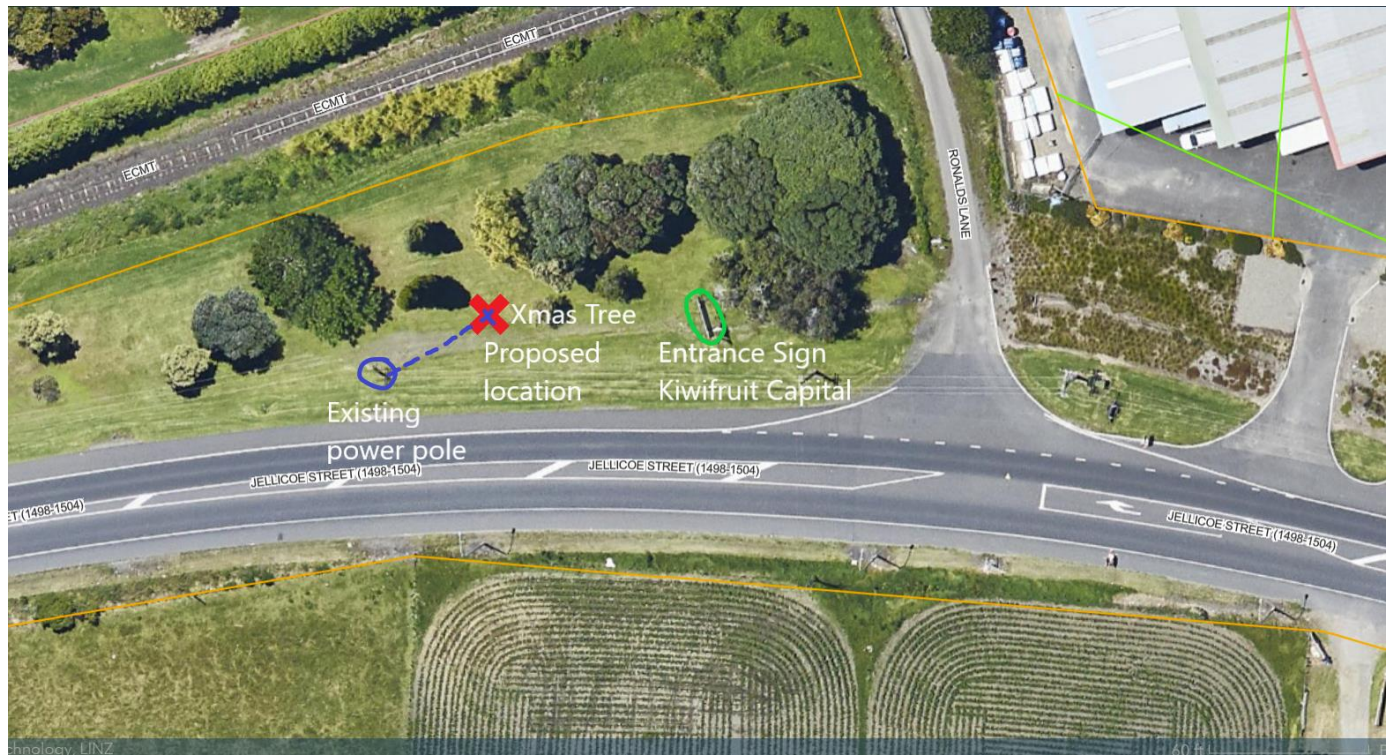 ECMT
ECMT
ECMT
RONALDS LANE
Xmas Tree
Proposed
location
Entrance Sign
Kiwifruit Capital
Existing
power pole
JELLICOE STREET (1498-1504)
JELLICOE STREET (1498-1504)
ET (1498-1504)
JELLICOE STREET (1498-1504)
chnology, LINZ
60 ft